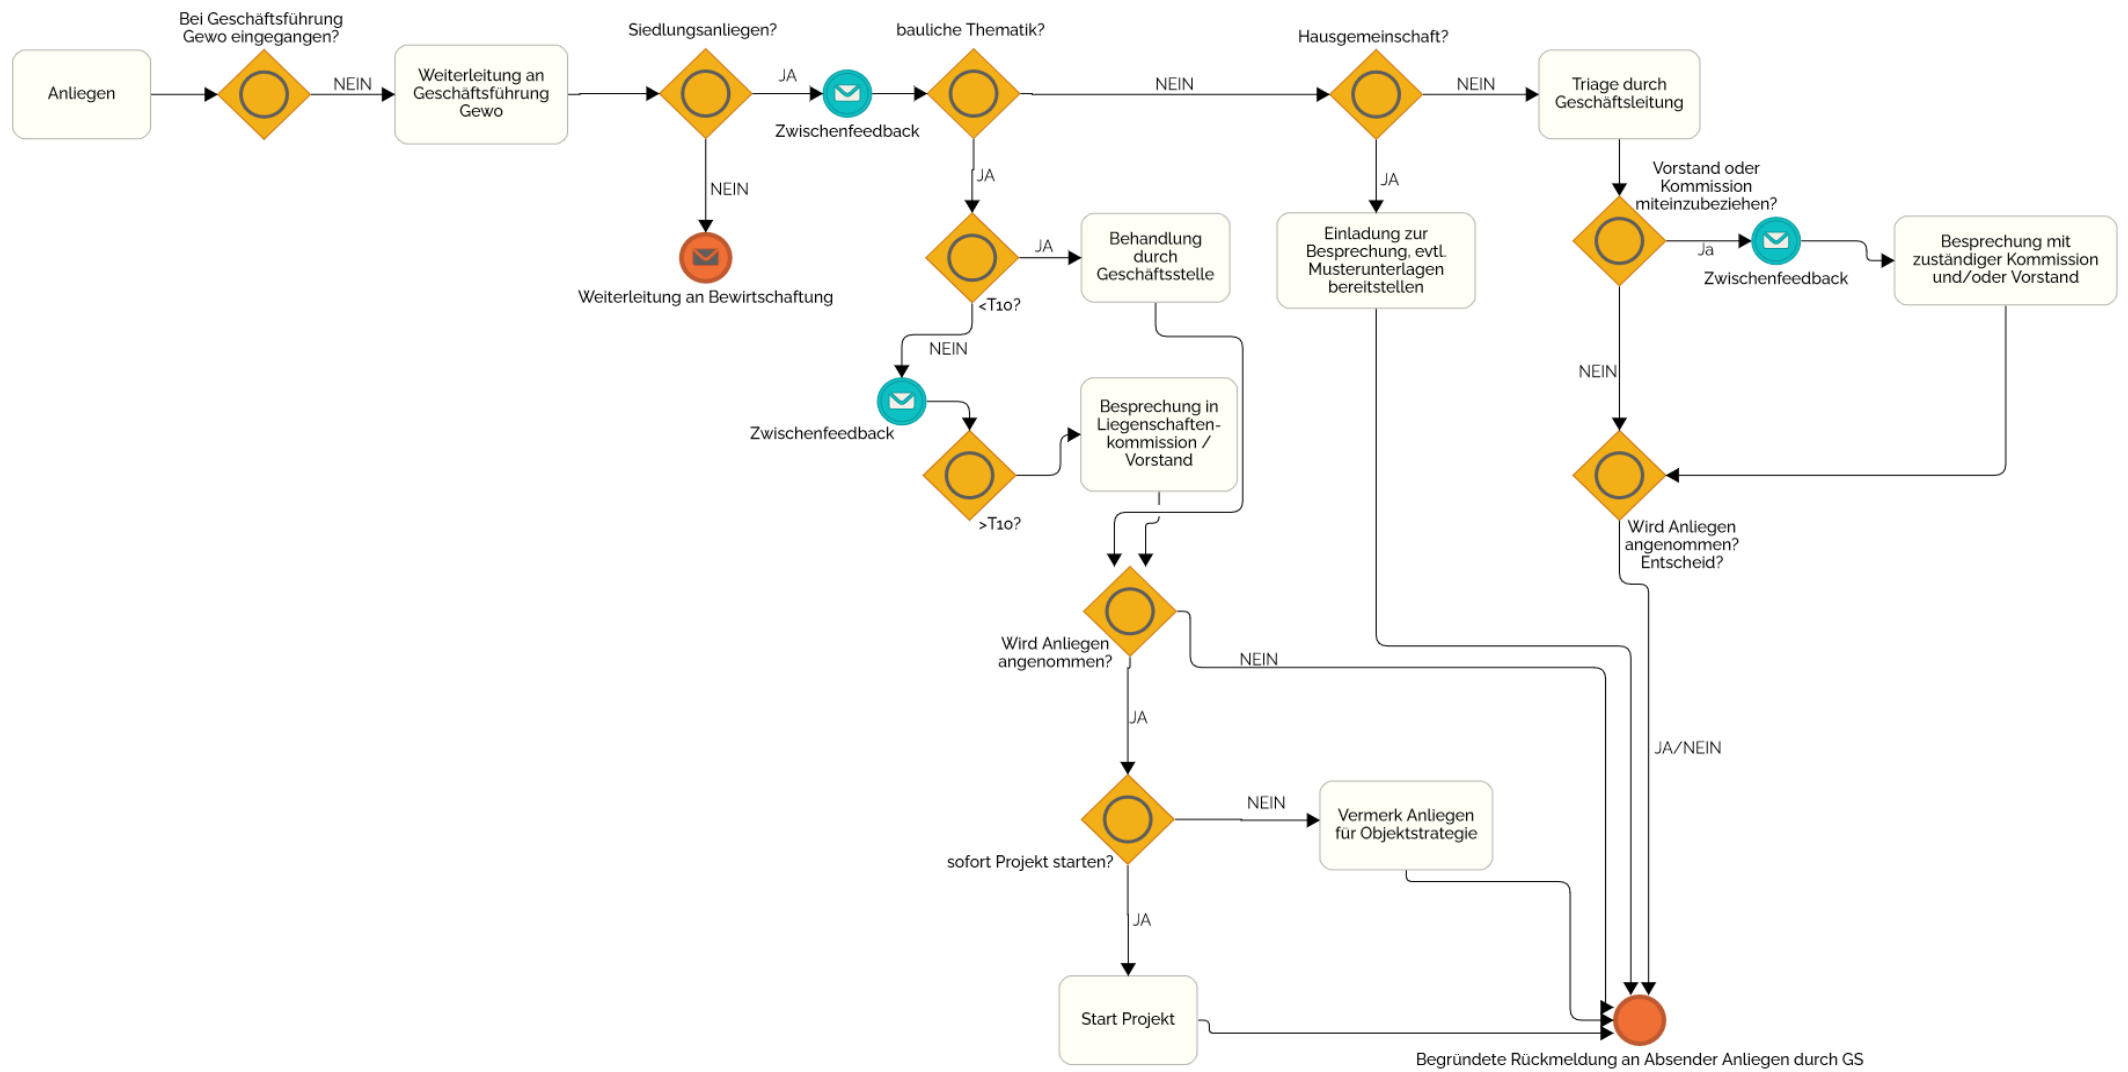 Bei Geschäftsführung
Gewo eingegangen?
Siedlungsanliegen?
bauliche Thematik?
Hausgemeinschaft?
Anliegen
NEIN
Weiterleitung an
Geschäftsführung
Gewo
JA
Zwischenfeedback
NEIN
NEIN
Triage durch
Geschäftsleitung
NEIN
Weiterleitung an Bewirtschaftung
JA
JA
Vorstand oder
Kommission
miteinzubeziehen?
JA
<T10?
Behandlung
durch
Geschäftsstelle
Einladung zur
Besprechung, evtl.
Musterunterlagen
bereitstellen
Ja
Zwischenfeedback
Besprechung mit
zuständiger Kommission
und/oder Vorstand
NEIN
Zwischenfeedback
NEIN
Besprechung in
Liegenschaften-
kommission /
Vorstand
>T10?
Wird Anliegen
angenommen?
Entscheid?
Wird Anliegen
angenommen?
NEIN
JA
JA/NEIN
sofort Projekt starten?
NEIN
Vermerk Anliegen
für Objektstrategie
JA
Start Projekt
Begründete Rückmeldung an Absender Anliegen durch GS